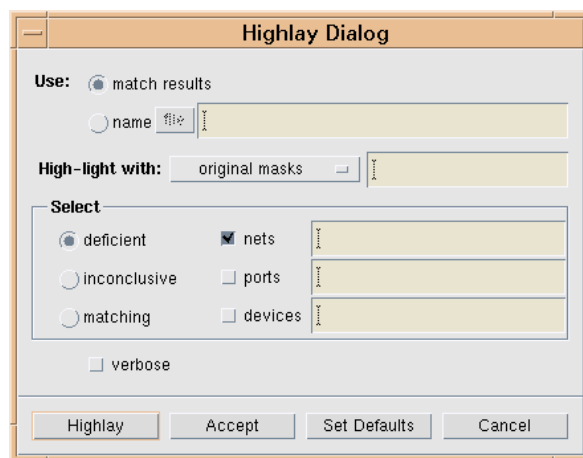 Highlay Dialog
Use: match results
name file
High-light with: original masks
Select
deficient nets
inconclusive ports
matching devices
verbose
Highlay Accept Set Defaults Cancel